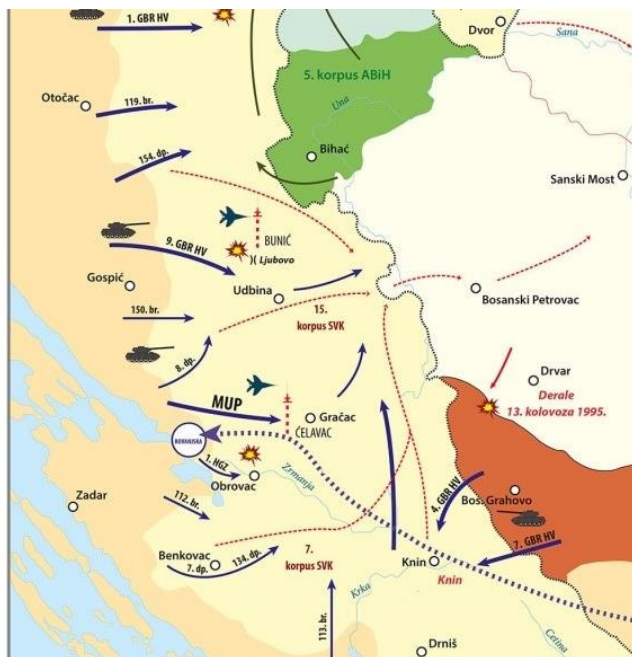 1. GBR HV
Dvor
Sana
5. korpus ABiH
Otočac
119. br.
Una
Bihać
154. dp.
Sanski Most
BUNIĆ
9. GBR HV
)( Ljubovo
Gospić
Udbina
Bosanski Petrovac
150. br.
15.
korpus SVK
8. dp.
Drvar
Derale
13. kolovoza 1995.
MUP
Gračac
ČELAVAC
ROVANJSKA
1. HGZ
Obrovac
Zrmanja
4. GBR HV
Bos. Grahovo
Zadar
112. br.
7. GBR HV
Benkovac
7. dp.
134. dp.
7.
korpus SVK
Knin
Knin
Krka
113. br.
Cetina
Drniš